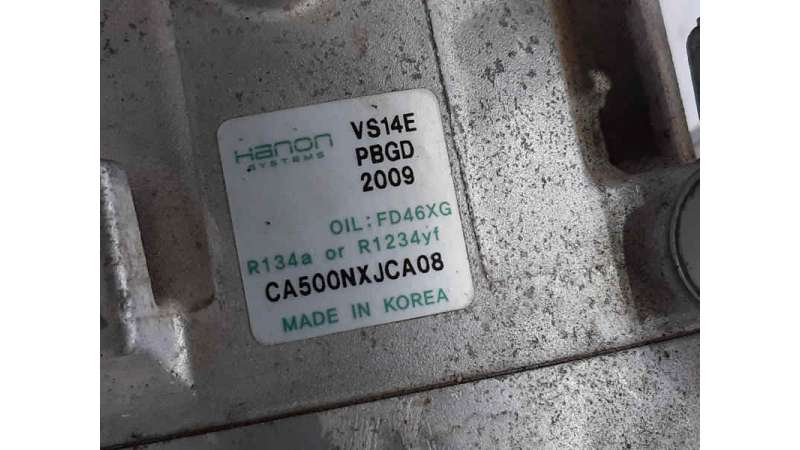 Hanon
SYSTEMS
VS14E
PBGD
2009
OIL:FD46XG
R134a or R1234yf
CA500NXJCA08
MADE IN KOREA